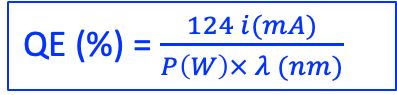 QE (%) = 124 i(mA)
P(W)× λ (nm)